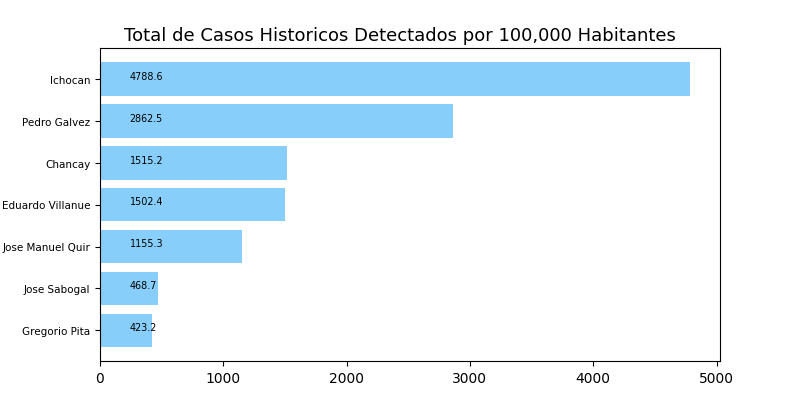 Total de Casos Historicos Detectados por 100,000 Habitantes
Ichocan 4788.6
Pedro Galvez 2862.5
Chancay 1515.2
Eduardo Villanue 1502.4
Jose Manuel Quir 1155.3
Jose Sabogal 468.7
Gregorio Pita 423.2
0 1000 2000 3000 4000 5000